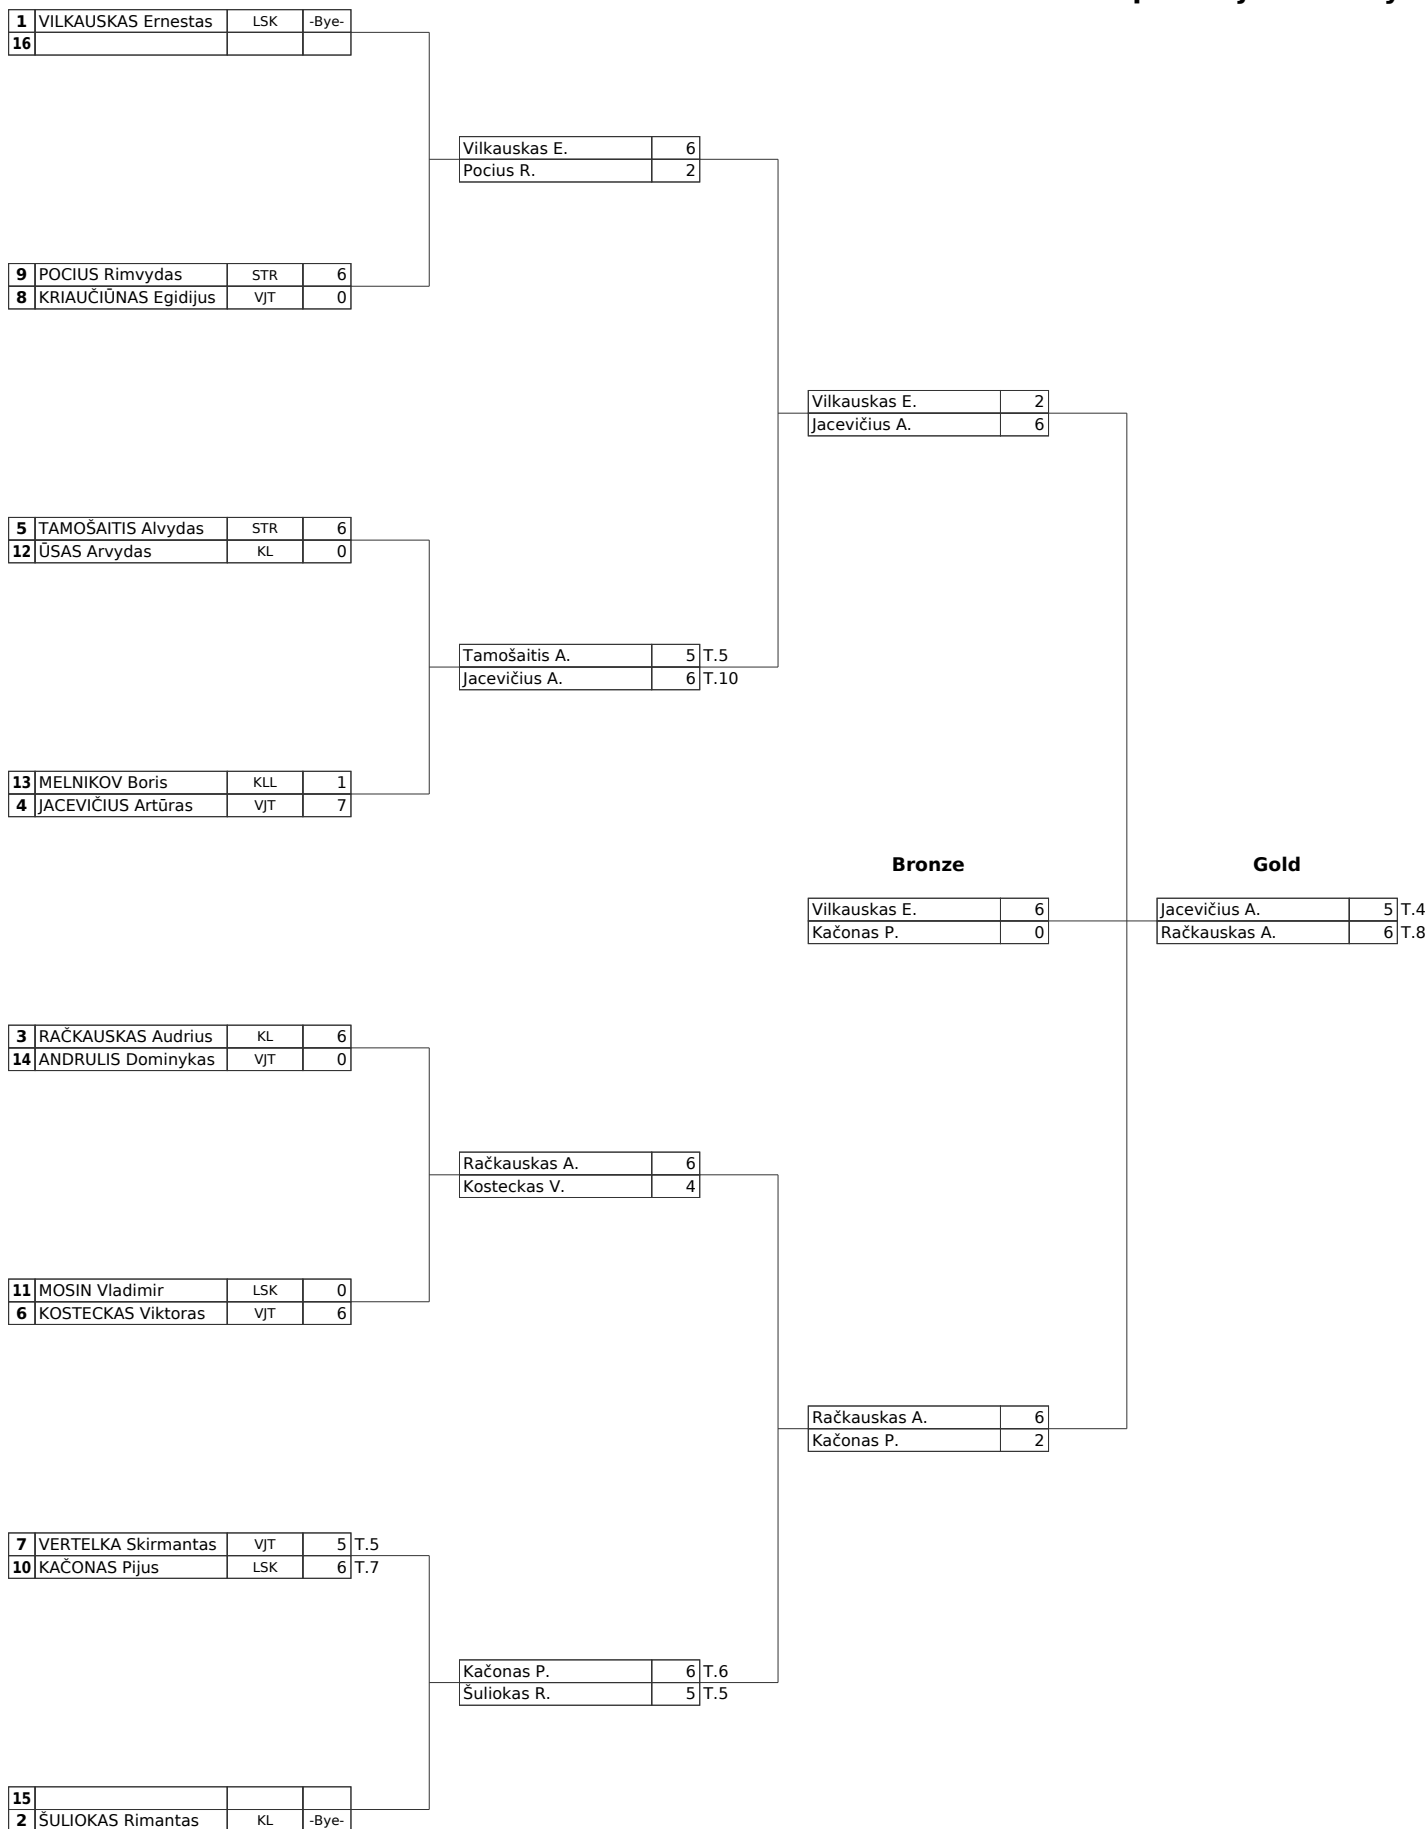 1 VILKAUSKAS Ernestas LSK -Bye-
16
Vilkauskas E. 6
Pocius R. 2
9 POCIUS Rimvydas STR 6
8 KRIAUČIŪNAS Egidijus VJT 0
Vilkauskas E. 2
Jacevičius A. 6
5 TAMOŠAITIS Alvydas STR 6
12 ŪSAS Arvydas KL 0
Tamošaitis A. 5 T.5
Jacevičius A. 6 T.10
13 MELNIKOV Boris KLL 1
4 JACEVIČIUS Artūras VJT 7
Bronze Gold
Vilkauskas E. 6 Jacevičius A. 5 T.4
Kačonas P. 0 Račkauskas A. 6 T.8
3 RAČKAUSKAS Audrius KL 6
14 ANDRULIS Dominykas VJT 0
Račkauskas A. 6
Kosteckas V. 4
11 MOSIN Vladimir LSK 0
6 KOSTECKAS Viktoras VJT 6
Račkauskas A. 6
Kačonas P. 2
7 VERTELKA Skirmantas VJT 5 T.5
10 KAČONAS Pijus LSK 6 T.7
Kačonas P. 6 T.6
Šuliokas R. 5 T.5
15
2 ŠULIOKAS Rimantas KL -Bye-